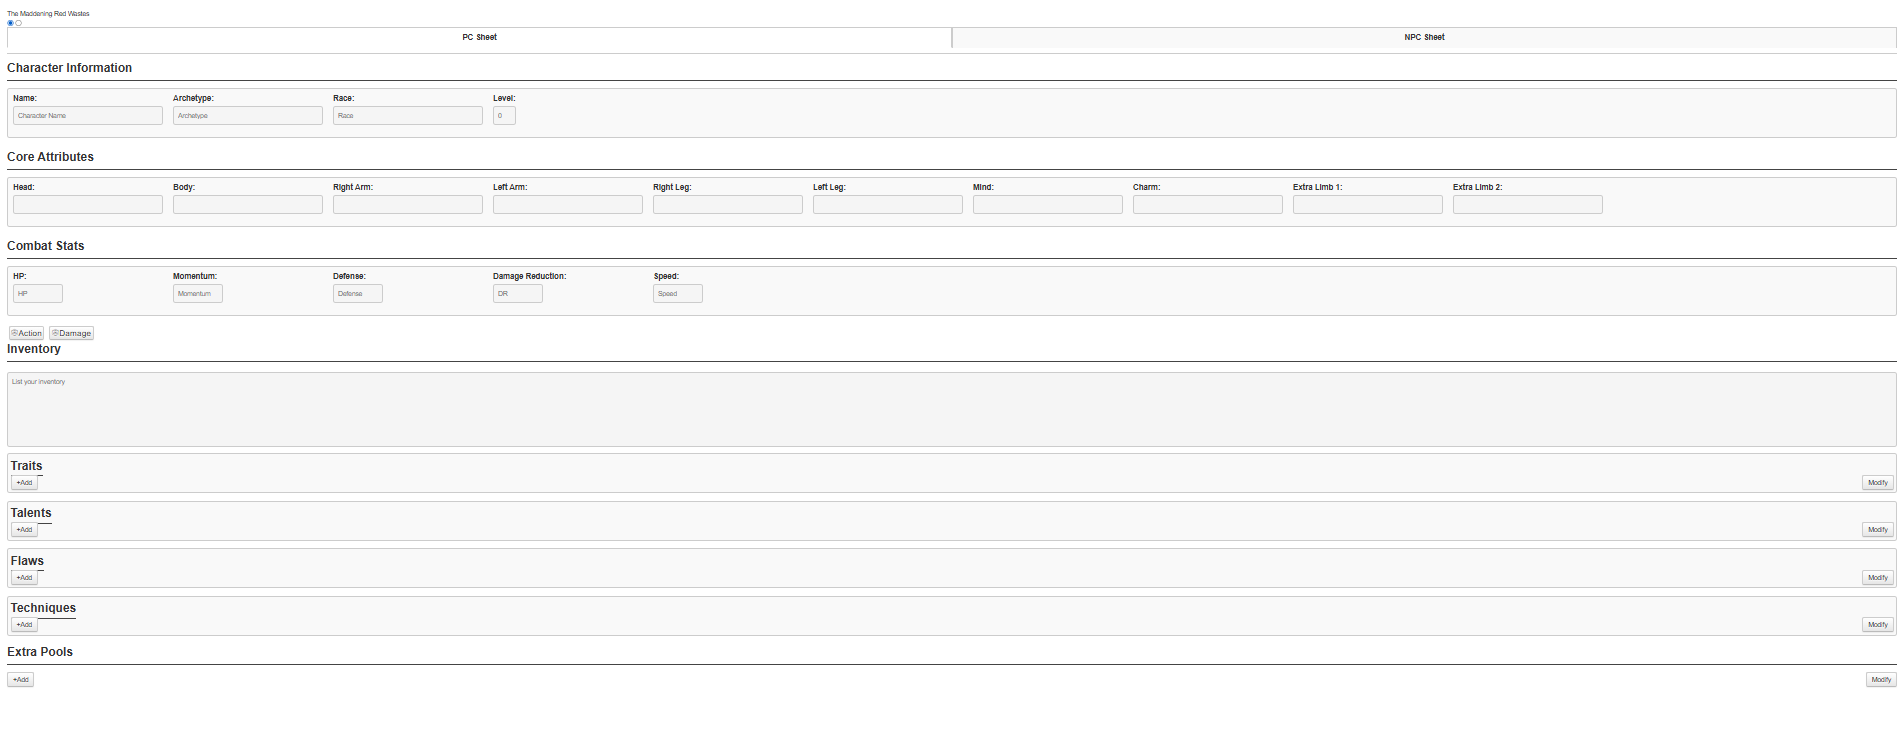 The Maddening Red Wastes
PC Sheet NPC Sheet
Character Information
Name: Archetype: Race: Level:
Character Name Archetype Race 0
Core Attributes
Head: Body: Right Arm: Left Arm: Right Leg: Left Leg: Mind: Charm: Extra Limb 1: Extra Limb 2:
Combat Stats
HP: Momentum: Defense: Damage Reduction: Speed:
HP Momentum Defense DR Speed
Action Damage
Inventory
List your inventory
Traits
+Add Modify
Talents
+Add Modify
Flaws
+Add Modify
Techniques
+Add Modify
Extra Pools
+Add Modify